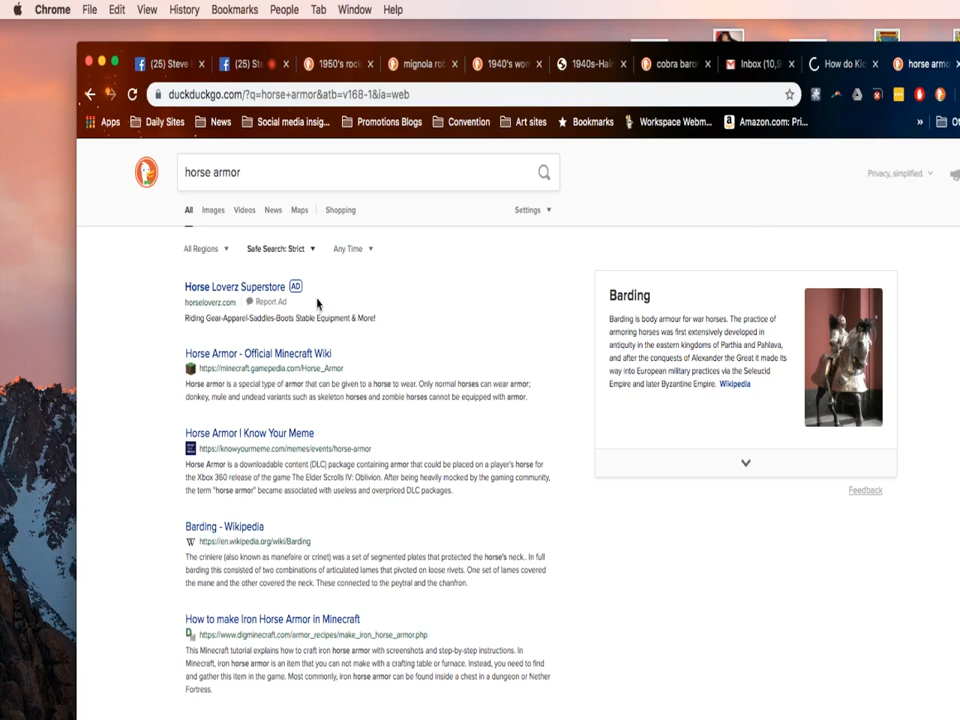 Chrome File Edit View History Bookmarks People Tab Window Help
(25) Steve (25) St 1950's rock mignola ro 1940's wo 1940s-Hai cobra baro Inbox (10,9 How do Kic horse armo
duckduckgo.com/?q=horse+armor&atb=v168-1&ia=web
Apps Daily Sites News Social media insig... Promotions Blogs Convention Art sites Bookmarks Workspace Webm... Amazon.com: Pri... »
horse armor
Privacy, simplified.
All Images Videos News Maps Shopping Settings
All Regions Safe Search: Strict Any Time
Horse Loverz Superstore AD
horseloverz.com Report Ad
Riding Gear-Apparel-Saddles-Boots Stable Equipment & More!
Horse Armor - Official Minecraft Wiki
https://minecraft.gamepedia.com/Horse_Armor
Horse armor is a special type of armor that can be given to a horse to wear. Only normal horses can wear armor;
donkey, mule and undead variants such as skeleton horses and zombie horses cannot be equipped with armor.
Horse Armor | Know Your Meme
https://knowyourmeme.com/memes/events/horse-armor
Horse Armor is a downloadable content (DLC) package containing armor that could be placed on a player's horse for
the Xbox 360 release of the game The Elder Scrolls IV: Oblivion. After being heavily mocked by the gaming community,
the term "horse armor" became associated with useless and overpriced DLC packages.
Barding - Wikipedia
W https://en.wikipedia.org/wiki/Barding
The criniere (also known as manefaire or crinet) was a set of segmented plates that protected the horse's neck.. In full
barding this consisted of two combinations of articulated lames that pivoted on loose rivets. One set of lames covered
the mane and the other covered the neck. These connected to the peytral and the chanfron.
How to make Iron Horse Armor in Minecraft
https://www.digminecraft.com/armor_recipes/make_iron_horse_armor.php
This Minecraft tutorial explains how to craft iron horse armor with screenshots and step-by-step instructions. In
Minecraft, iron horse armor is an item that you can not make with a crafting table or furnace. Instead, you need to find
and gather this item in the game. Most commonly, iron horse armor can be found inside a chest in a dungeon or Nether
Fortress.
Barding
Barding is body armour for war horses. The practice of
armoring horses was first extensively developed in
antiquity in the eastern kingdoms of Parthia and Pahlava,
and after the conquests of Alexander the Great it made its
way into European military practices via the Seleucid
Empire and later Byzantine Empire. Wikipedia
Feedback